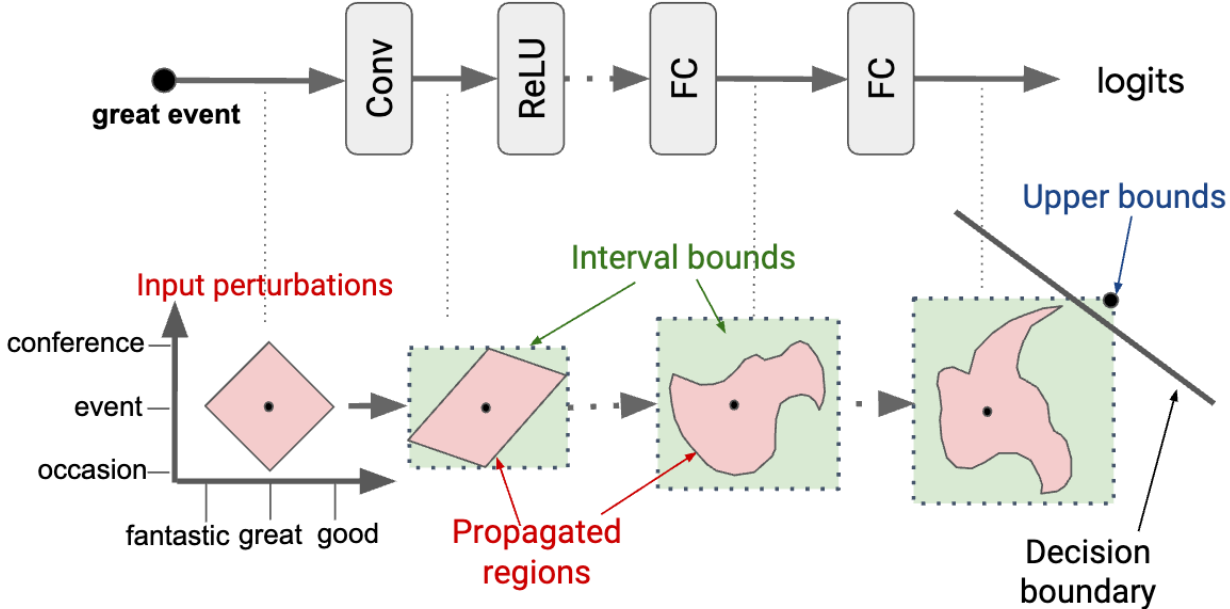 Conv
ReLU
FC
FC
logits
great event
Upper bounds
Interval bounds
Input perturbations
conference
event
occasion
fantastic great good
Propagated
regions
Decision
boundary